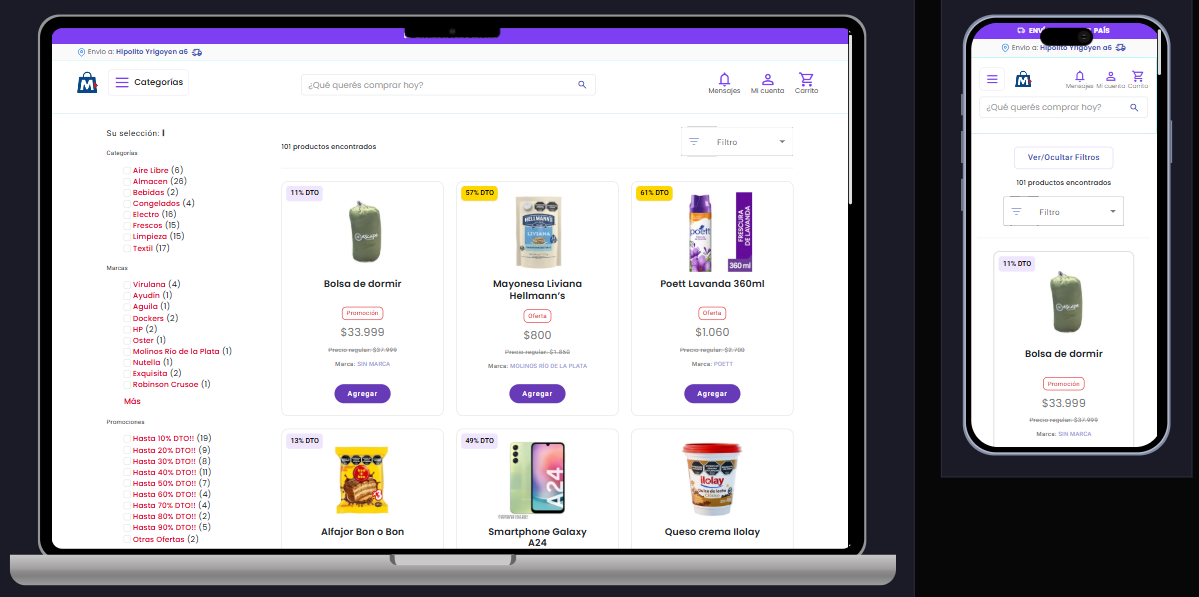 Envío a: Hipolito Yrigoyen a6
Categorías
¿Qué querés comprar hoy?
Mensajes
Mi cuenta
Carrito
Su selección:
101 productos encontrados
Filtro
Categorías
Aire Libre (6)
Almacen (26)
Bebidas (2)
Congelados (4)
Electro (16)
Frescos (15)
Limpieza (15)
Textil (17)
Marcas
Virulana (4)
Ayudín (1)
Aguila (1)
Dockers (2)
HP (2)
Oster (1)
Molinos Río de la Plata (1)
Nutella (1)
Exquisita (2)
Robinson Crusoe (1)
Más
Promociones
Hasta 10% DTO!! (19)
Hasta 20% DTO!! (9)
Hasta 30% DTO!! (8)
Hasta 40% DTO!! (11)
Hasta 50% DTO!! (7)
Hasta 60% DTO!! (4)
Hasta 70% DTO!! (4)
Hasta 80% DTO!! (2)
Hasta 90% DTO!! (5)
Otras Ofertas (2)
11% DTO
Bolsa de dormir
Promoción
$33.999
Precio regular: $37.999
Marca: SIN MARCA
Agregar
57% DTO
HELLMANN'S
LIVIANA
Mayonesa Liviana
Hellmann's
Oferta
$800
Precio regular: $1.850
Marca: MOLINOS RÍO DE LA PLATA
Agregar
61% DTO
poett
FRESCURA
DE LAVANDA
360 ml
Poett Lavanda 360ml
Oferta
$1.060
Precio regular: $2.700
Marca: POETT
Agregar
13% DTO
x3
Alfajor Bon o Bon
49% DTO
A24
Smartphone Galaxy
A24
ilolay
Dulce de leche
Queso crema Ilolay
PAÍS
Envío a: Hipolito Yrigoyen a6
Mensajes
Mi cuenta
Carrito
¿Qué querés comprar hoy?
Ver/Ocultar Filtros
101 productos encontrados
Filtro
11% DTO
Bolsa de dormir
Promoción
$33.999
Precio regular: $37.999
Marca: SIN MARCA